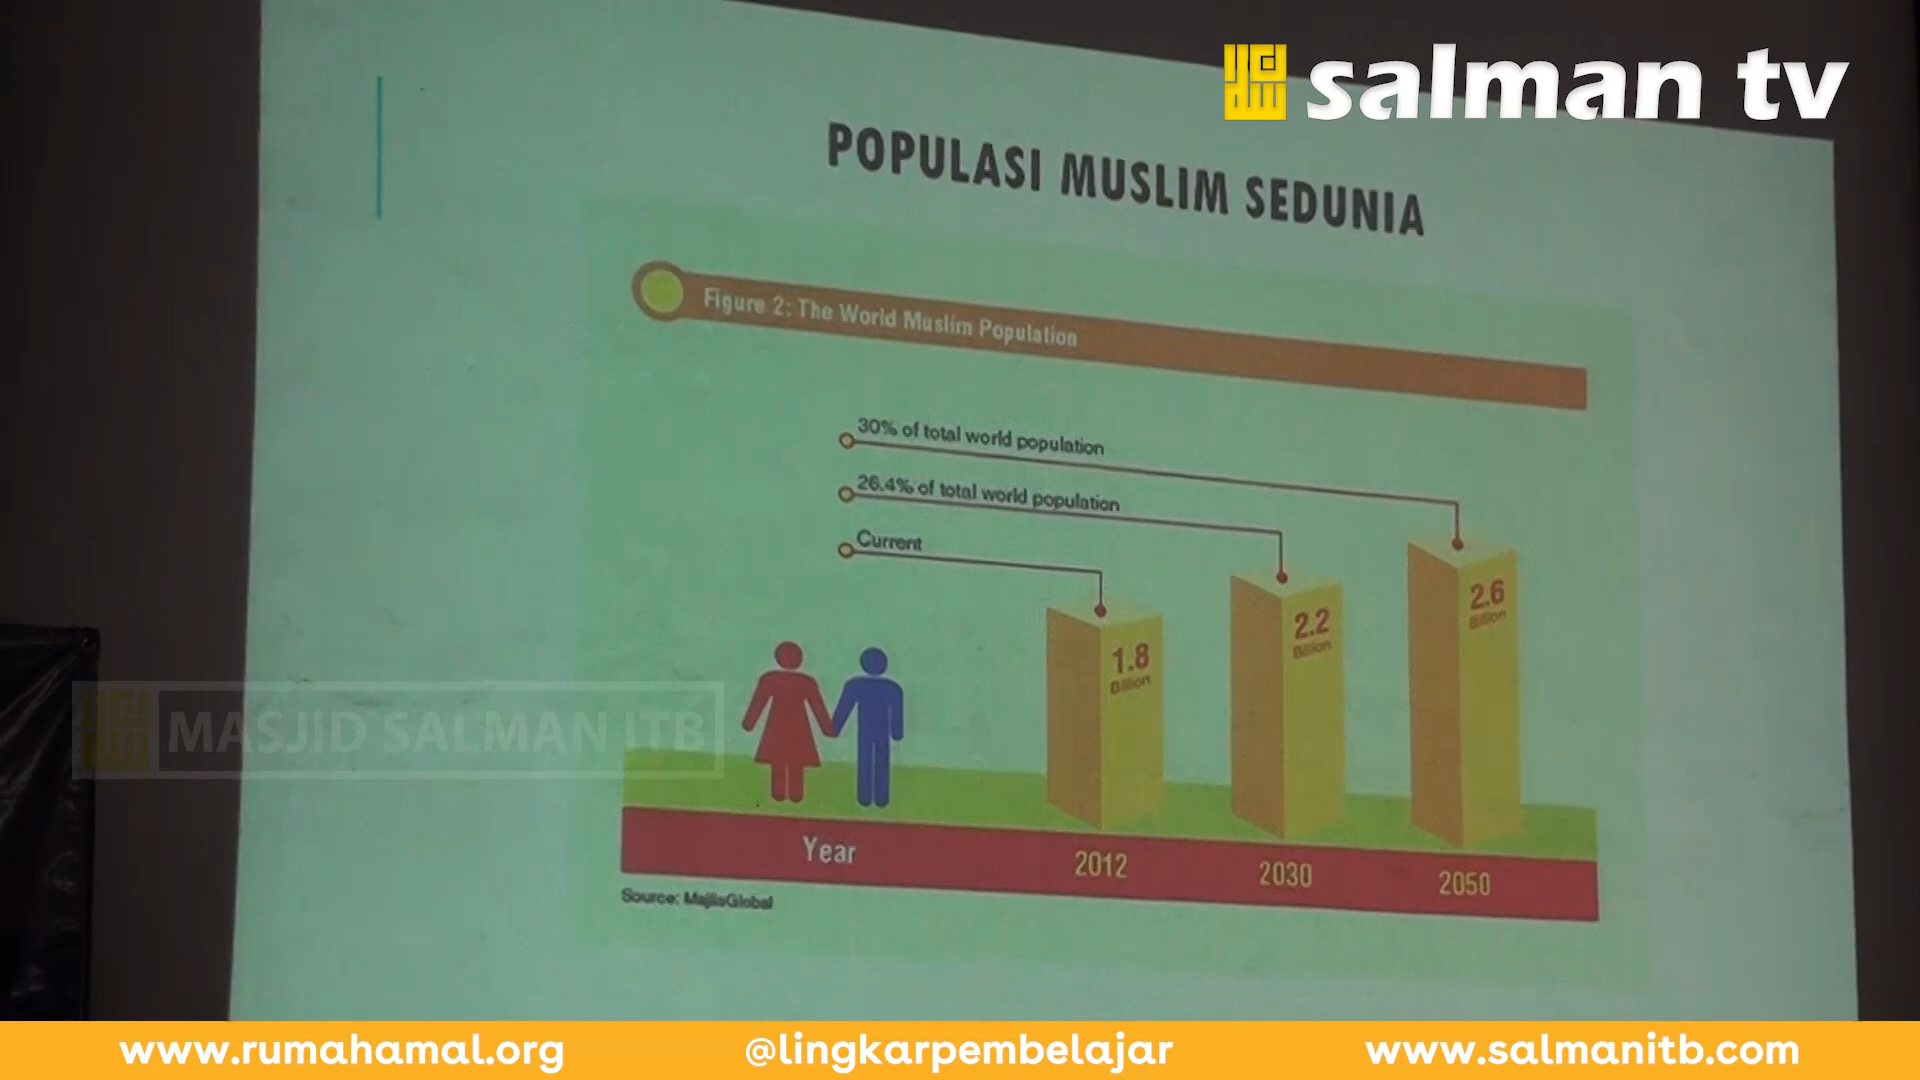 salman tv
POPULASI MUSLIM SEDUNIA
Figure 2: The World Muslim Population
30% of total world population
26.4% of total world population
Current
1.8
Billion
2.2
Billion
2.6
Billion
MASJID SALMAN ITB
Year
2012
2030
2050
Source: MajlisGlobal
www.rumahamal.org
@lingkarpembelajar
www.salmanitb.com